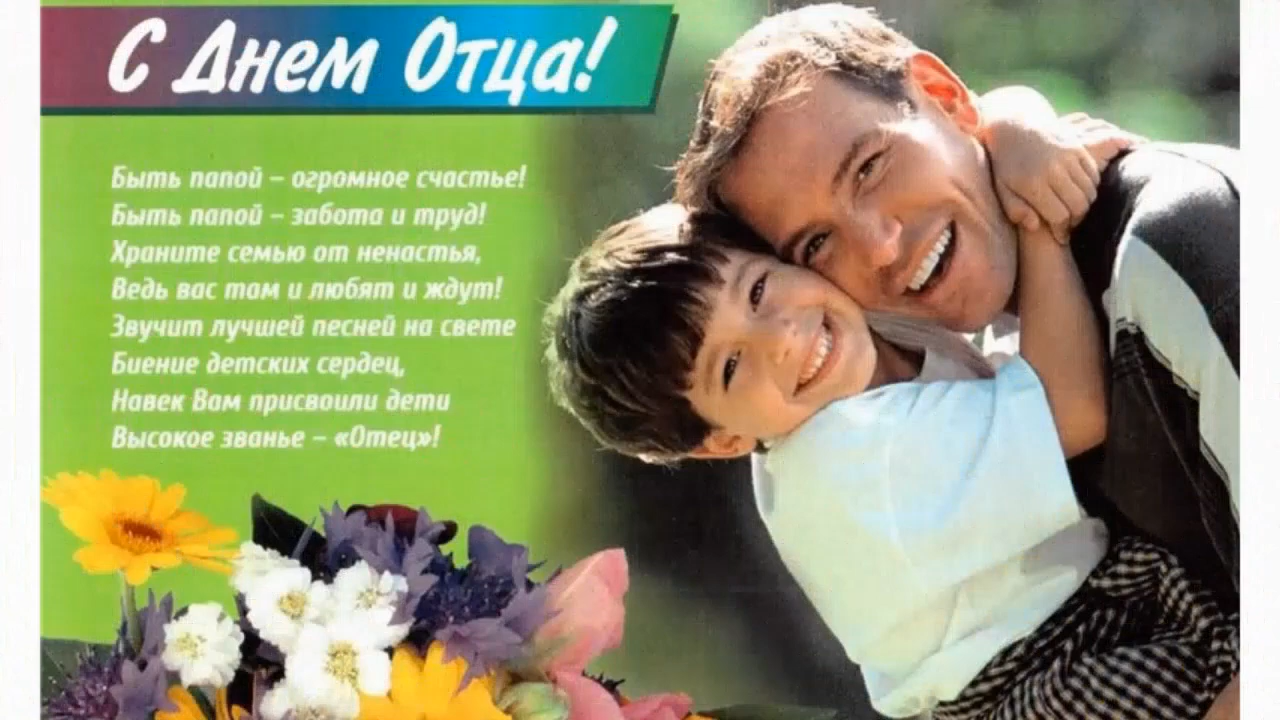 С Днем Отца!
Быть папой – огромное счастье!
Быть папой – забота и труд!
Храните семью от ненастья,
Ведь вас там и любят и ждут!
Звучит лучшей песней на свете
Биение детских сердец,
Навек Вам присвоили дети
Высокое званье – «Отец»!